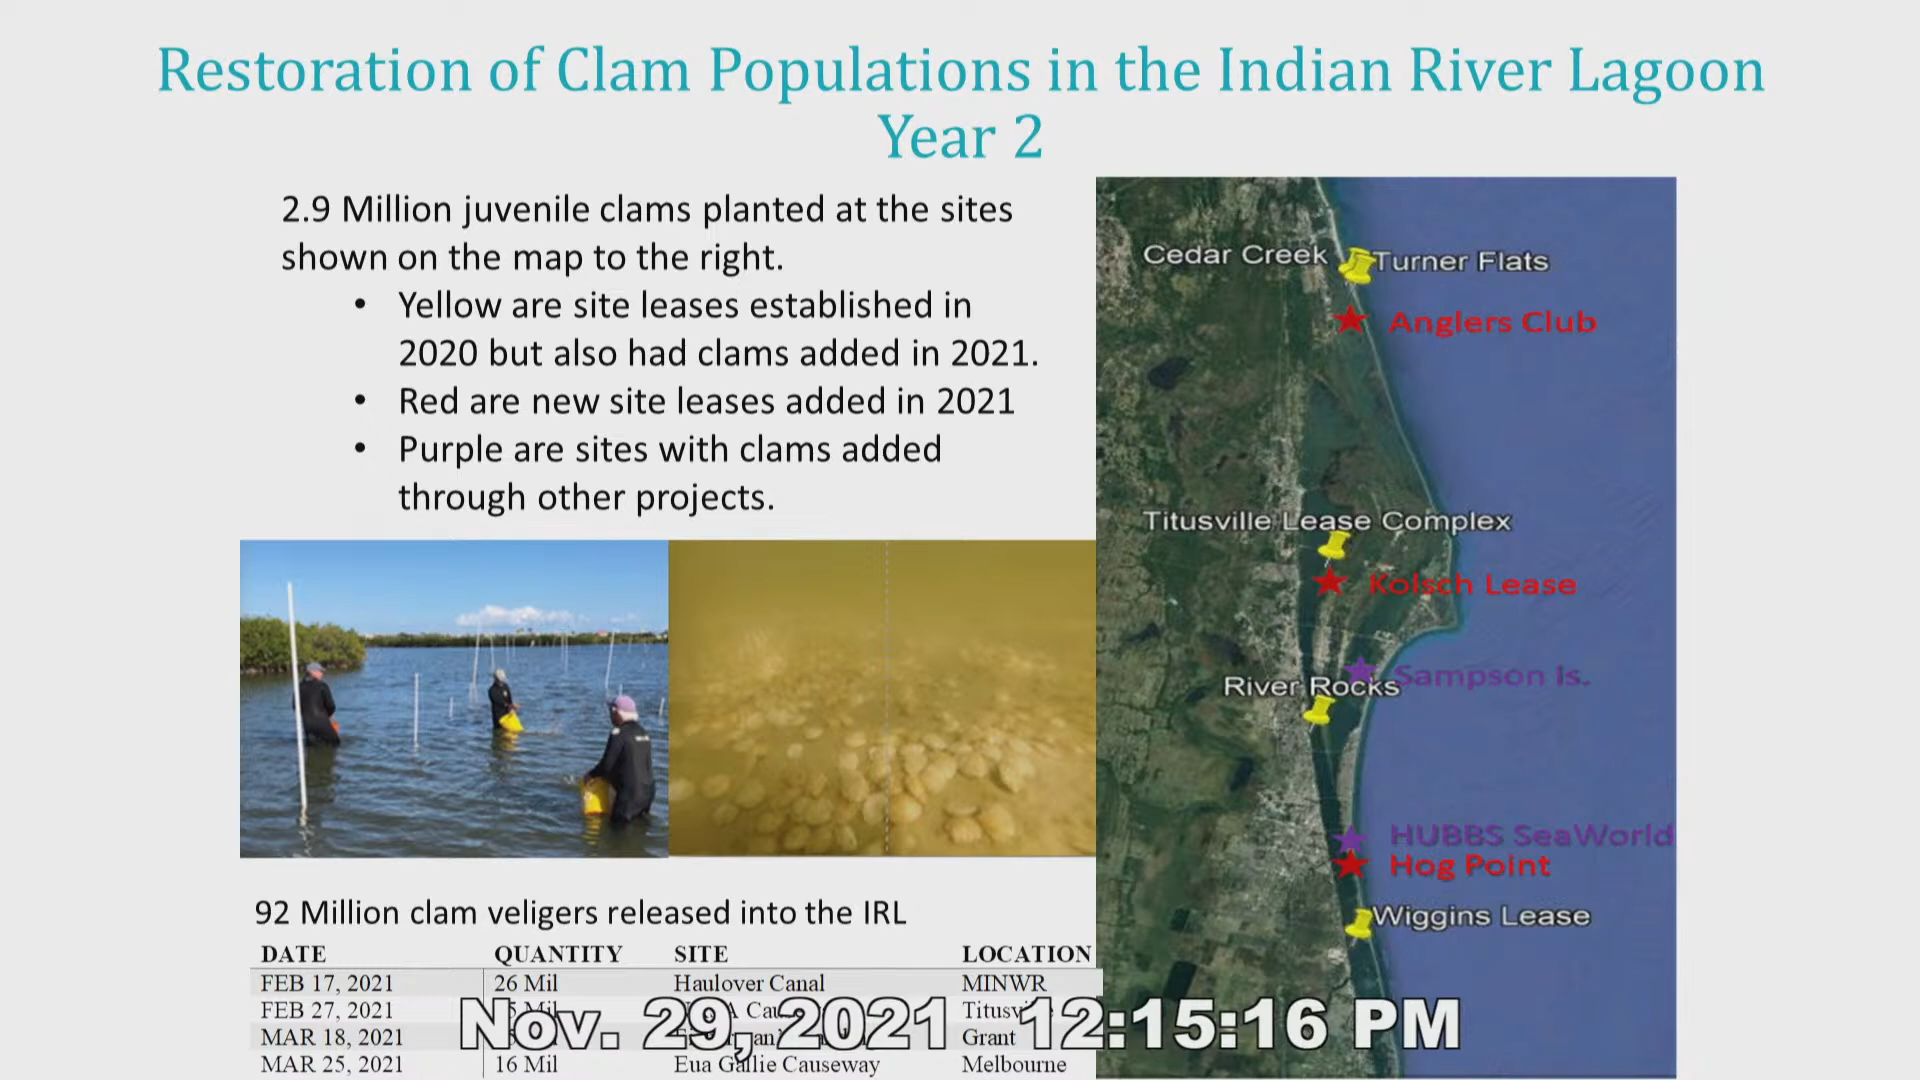 Restoration of Clam Populations in the Indian River Lagoon
Year 2
2.9 Million juvenile clams planted at the sites
shown on the map to the right.
• Yellow are site leases established in
2020 but also had clams added in 2021.
• Red are new site leases added in 2021
• Purple are sites with clams added
through other projects.
Cedar Creek
Turner Flats
Anglers Club
Titusville Lease Complex
Kolsch Lease
Sampson Is.
River Rocks
HUBBS SeaWorld
Hog Point
Wiggins Lease
92 Million clam veligers released into the IRL
DATE QUANTITY SITE LOCATION
FEB 17, 2021 26 Mil Haulover Canal MINWR
FEB 27, 2021 Mil
MAR 18, 2021 Grant
MAR 25, 2021 16 Mil Eua Gallie Causeway Melbourne
Nov. 29, 2021 12:15:16 PM